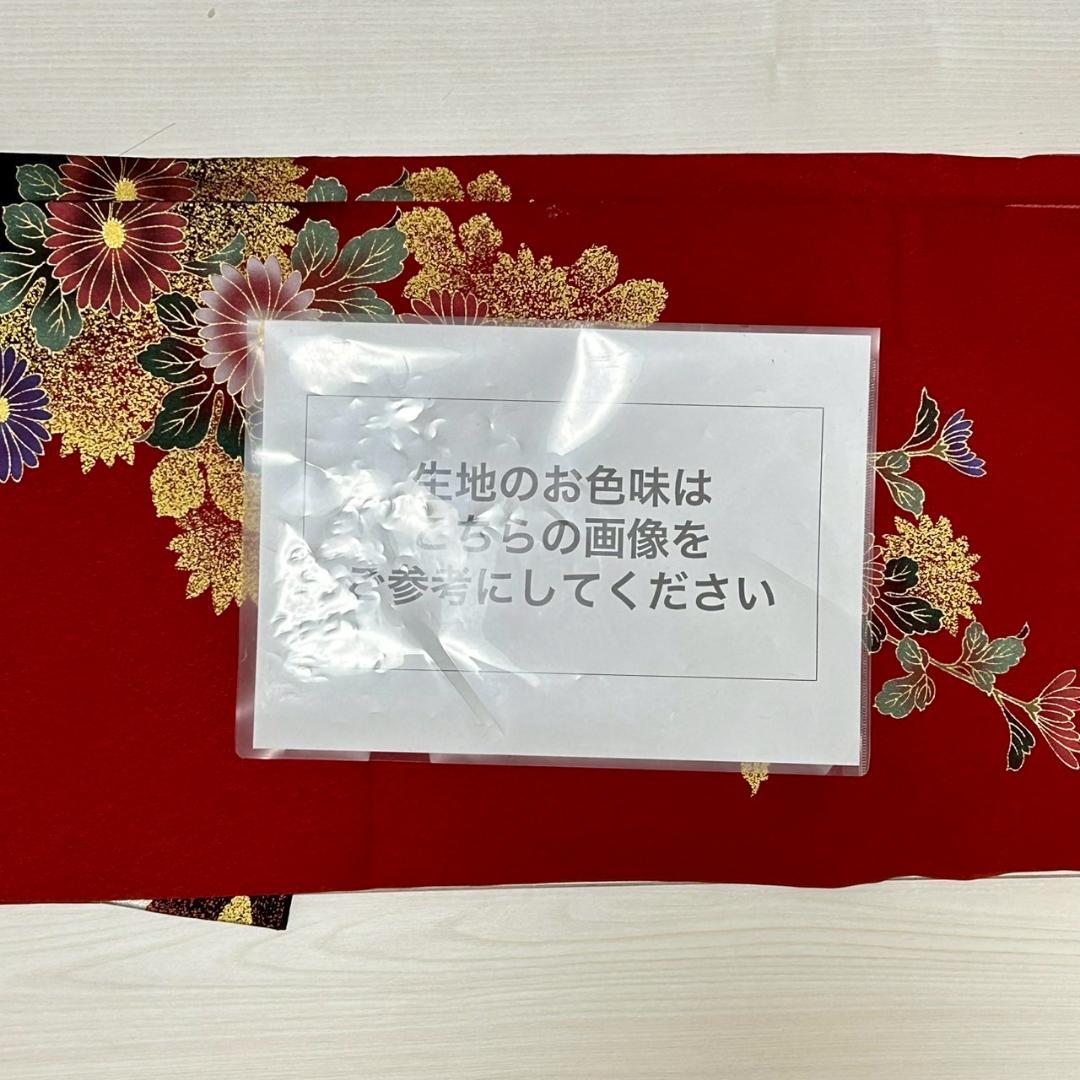 生地のお色味は
こちらの画像を
ご参考にしてください